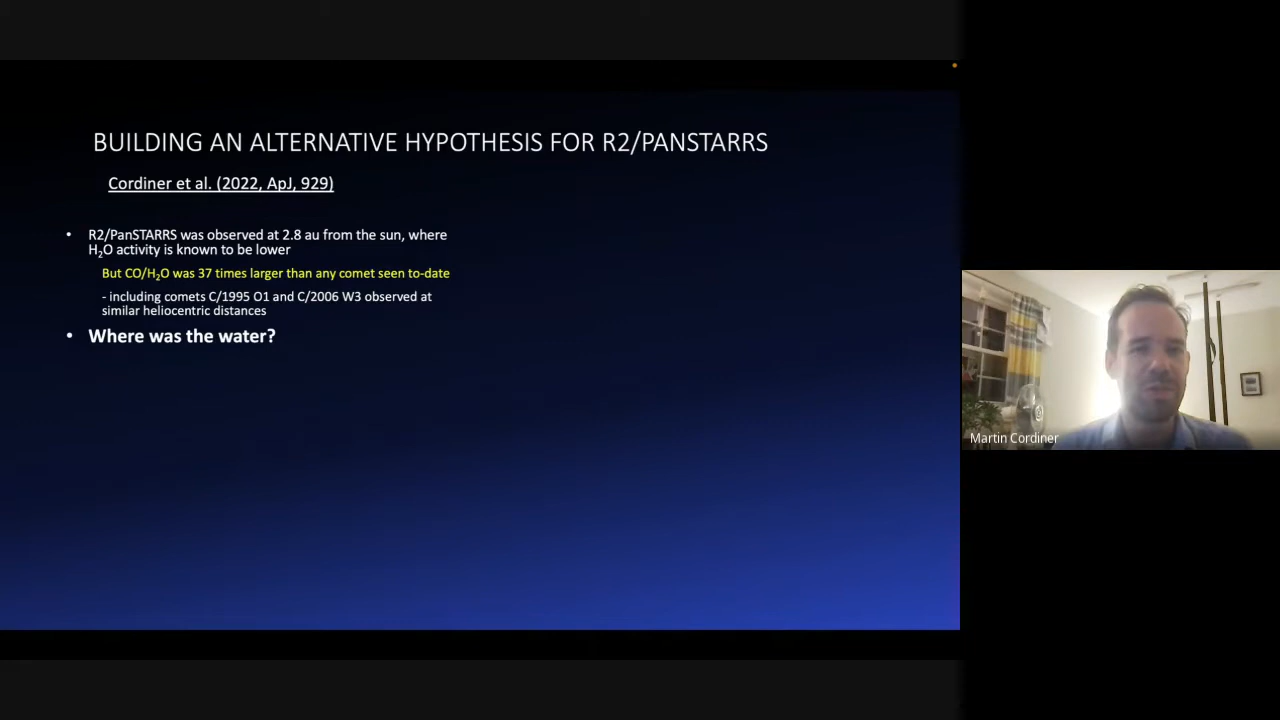 BUILDING AN ALTERNATIVE HYPOTHESIS FOR R2/PANSTARRS
Cordiner et al. (2022, ApJ, 929)
• R2/PanSTARRS was observed at 2.8 au from the sun, where
H₂O activity is known to be lower
But CO/H₂O was 37 times larger than any comet seen to-date
- including comets C/1995 O1 and C/2006 W3 observed at
similar heliocentric distances
• Where was the water?
Martin Cordiner